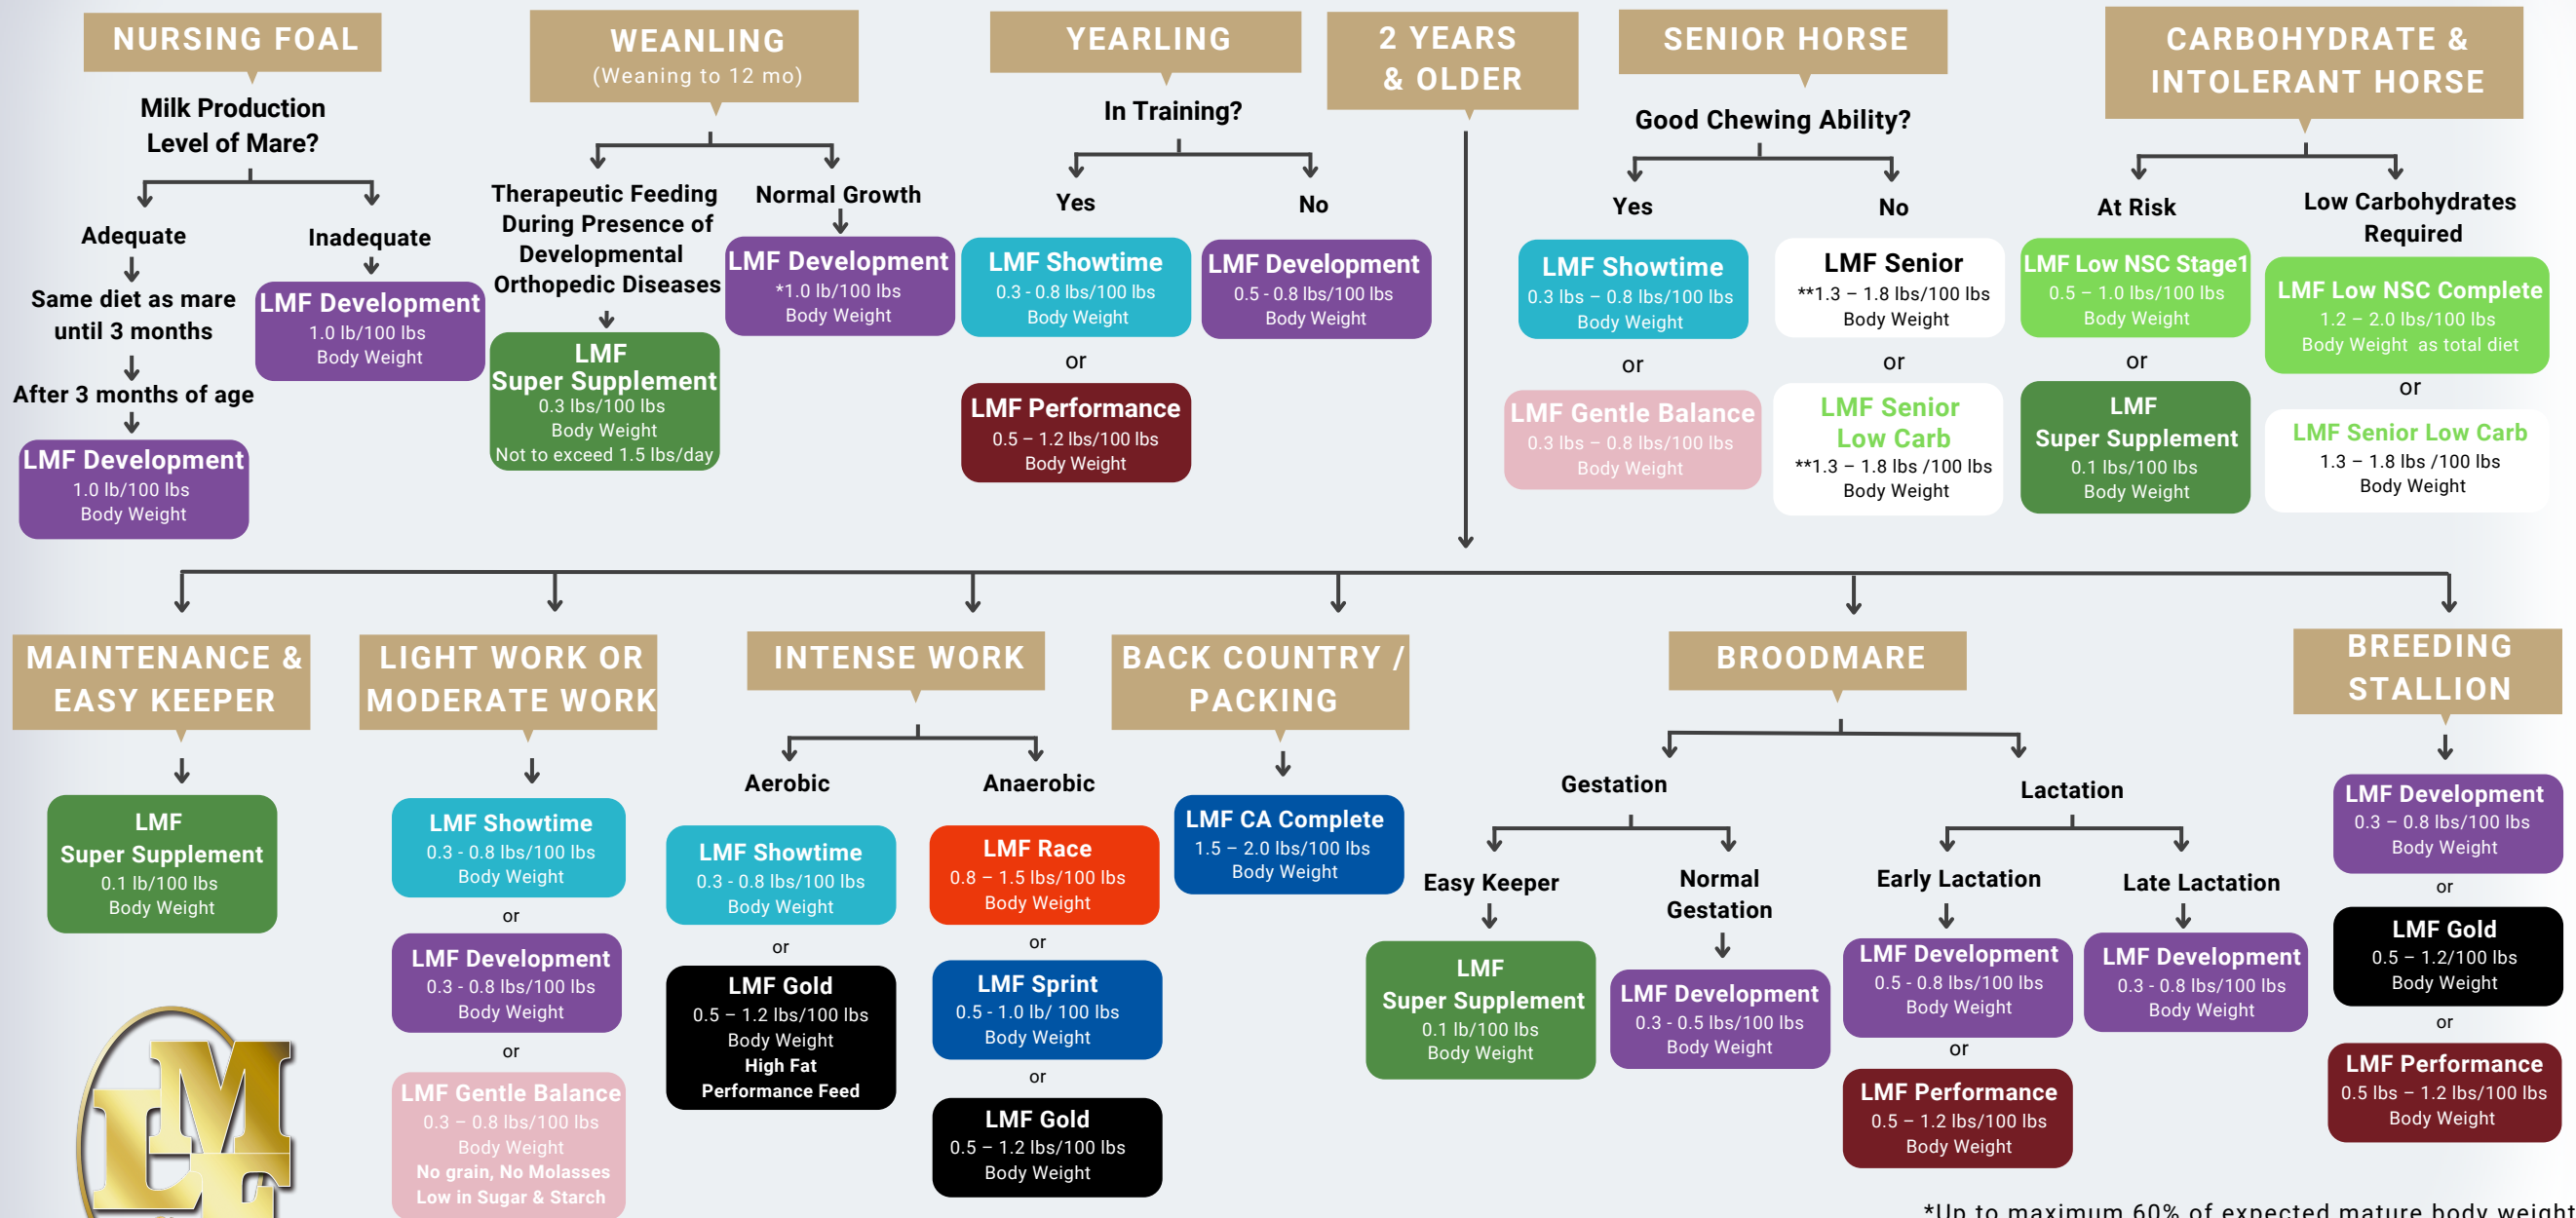 NURSING FOAL
Milk Production
Level of Mare?
Adequate
Same diet as mare
until 3 months
After 3 months of age
LMF Development
1.0 lb/100 lbs
Body Weight
Inadequate
LMF Development
1.0 lb/100 lbs
Body Weight
WEANLING
(Weaning to 12 mo)
Therapeutic Feeding
During Presence of
Developmental
Orthopedic Diseases
LMF
Super Supplement
0.3 lbs/100 lbs
Body Weight
Not to exceed 1.5 lbs/day
Normal Growth
LMF Development
*1.0 lb/100 lbs
Body Weight
YEARLING
In Training?
Yes
LMF Showtime
0.3 - 0.8 lbs/100 lbs
Body Weight
or
LMF Performance
0.5 – 1.2 lbs/100 lbs
Body Weight
No
LMF Development
0.5 - 0.8 lbs/100 lbs
Body Weight
2 YEARS
& OLDER
SENIOR HORSE
Good Chewing Ability?
Yes
LMF Showtime
0.3 lbs – 0.8 lbs/100 lbs
Body Weight
or
LMF Gentle Balance
0.3 lbs – 0.8 lbs/100 lbs
Body Weight
No
LMF Senior
**1.3 – 1.8 lbs/100 lbs
Body Weight
or
LMF Senior
Low Carb
**1.3 – 1.8 lbs /100 lbs
Body Weight
CARBOHYDRATE &
INTOLERANT HORSE
At Risk
LMF Low NSC Stage1
0.5 – 1.0 lbs/100 lbs
Body Weight
or
LMF
Super Supplement
0.1 lbs/100 lbs
Body Weight
Low Carbohydrates
Required
LMF Low NSC Complete
1.2 – 2.0 lbs/100 lbs
Body Weight as total diet
or
LMF Senior Low Carb
1.3 – 1.8 lbs /100 lbs
Body Weight
MAINTENANCE &
EASY KEEPER
LMF
Super Supplement
0.1 lb/100 lbs
Body Weight
LIGHT WORK OR
MODERATE WORK
LMF Showtime
0.3 - 0.8 lbs/100 lbs
Body Weight
or
LMF Development
0.3 - 0.8 lbs/100 lbs
Body Weight
or
LMF Gentle Balance
0.3 – 0.8 lbs/100 lbs
Body Weight
No grain, No Molasses
Low in Sugar & Starch
INTENSE WORK
Aerobic
LMF Showtime
0.3 - 0.8 lbs/100 lbs
Body Weight
or
LMF Gold
0.5 – 1.2 lbs/100 lbs
Body Weight
High Fat
Performance Feed
Anaerobic
LMF Race
0.8 – 1.5 lbs/100 lbs
Body Weight
or
LMF Sprint
0.5 - 1.0 lb/ 100 lbs
Body Weight
or
LMF Gold
0.5 – 1.2 lbs/100 lbs
Body Weight
BACK COUNTRY /
PACKING
LMF CA Complete
1.5 – 2.0 lbs/100 lbs
Body Weight
BROODMARE
Gestation
Easy Keeper
LMF
Super Supplement
0.1 lb/100 lbs
Body Weight
Normal
Gestation
LMF Development
0.3 - 0.5 lbs/100 lbs
Body Weight
Lactation
Early Lactation
LMF Development
0.5 - 0.8 lbs/100 lbs
Body Weight
or
LMF Performance
0.5 – 1.2 lbs/100 lbs
Body Weight
Late Lactation
LMF Development
0.3 - 0.8 lbs/100 lbs
Body Weight
BREEDING
STALLION
LMF Development
0.3 – 0.8 lbs/100 lbs
Body Weight
or
LMF Gold
0.5 – 1.2/100 lbs
Body Weight
or
LMF Performance
0.5 lbs – 1.2 lbs/100 lbs
Body Weight
LMF
*Up to maximum 60% of expected mature body weight